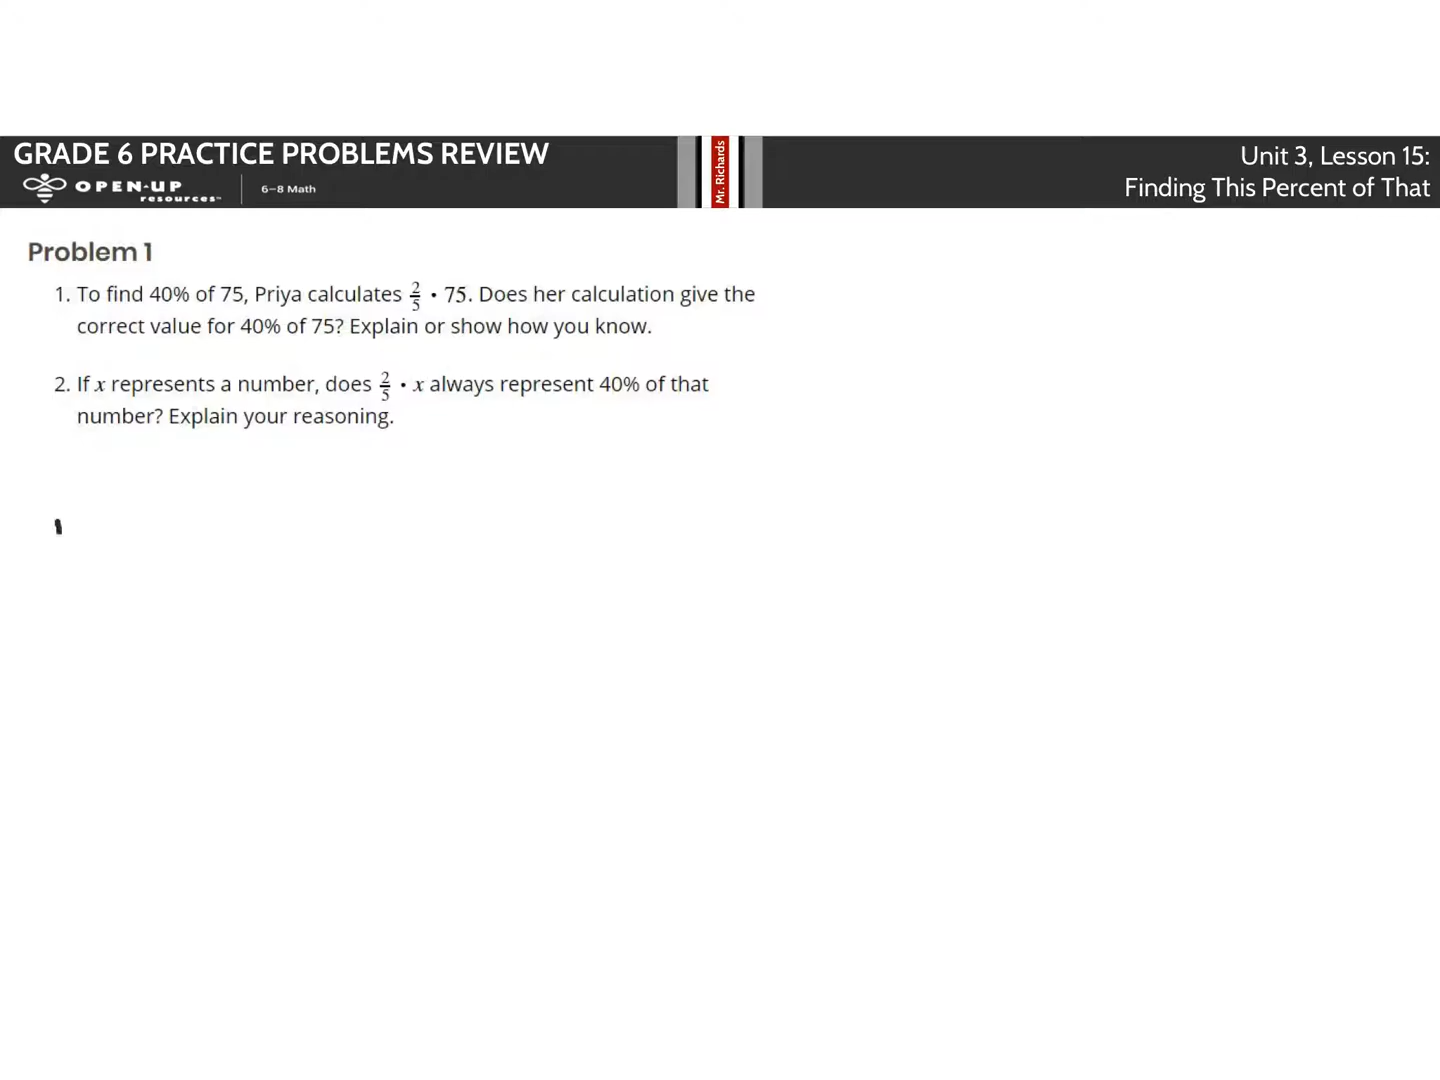 GRADE 6 PRACTICE PROBLEMS REVIEW
OPEN-UP
resources™
6–8 Math
Mr. Richards
Unit 3, Lesson 15:
Finding This Percent of That
Problem 1
1. To find 40% of 75, Priya calculates 2/5 • 75. Does her calculation give the
correct value for 40% of 75? Explain or show how you know.
2. If x represents a number, does 2/5 • x always represent 40% of that
number? Explain your reasoning.